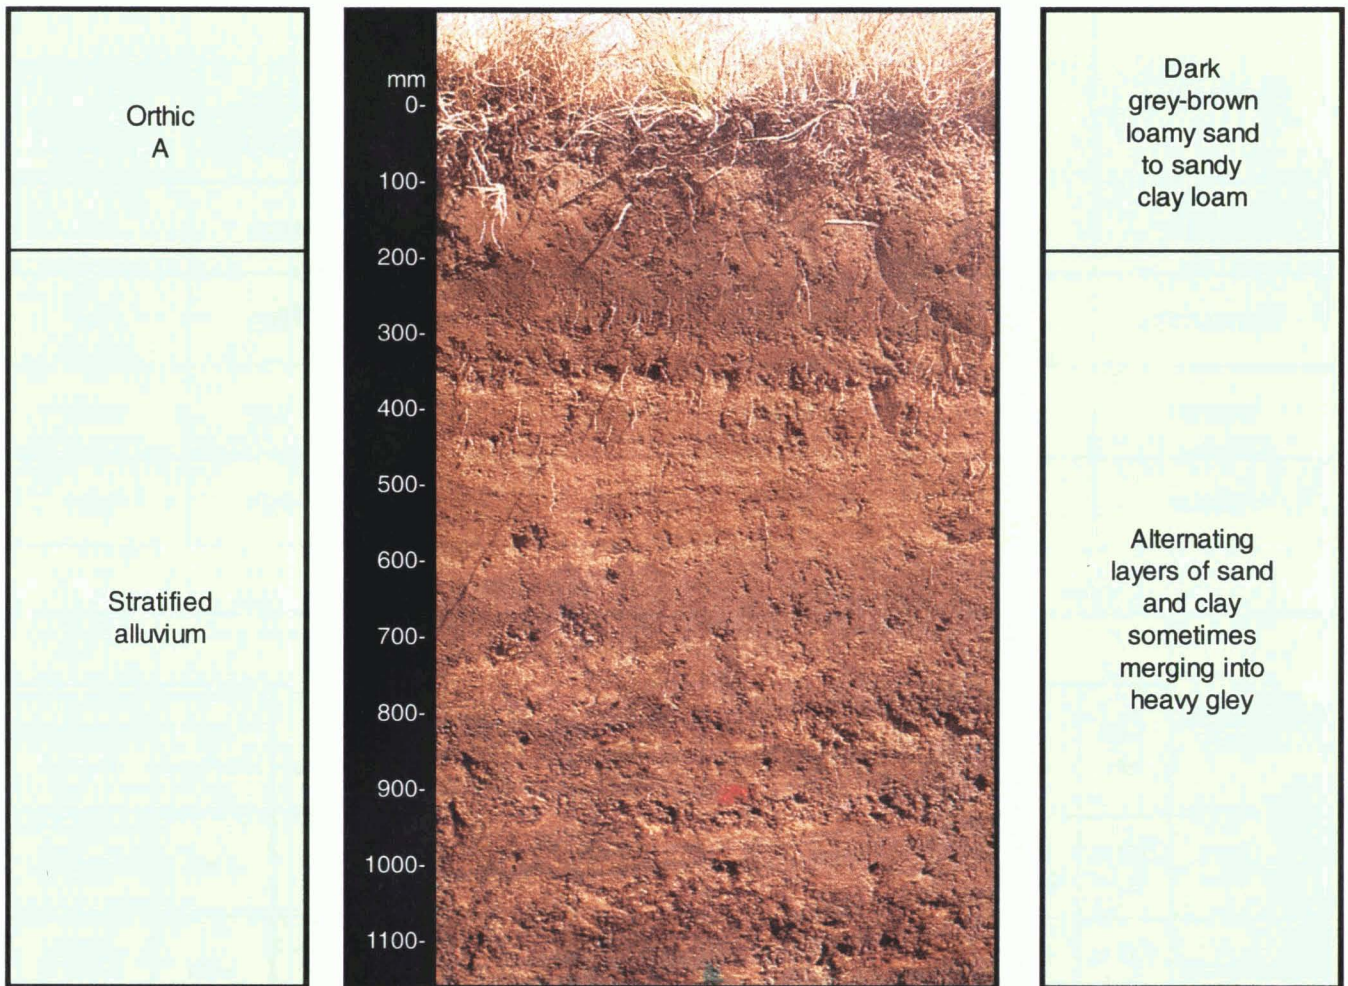 Orthic
A
Stratified
alluvium
mm
0-
100-
200-
300-
400-
500-
600-
700-
800-
900-
1000-
1100-
Dark
grey-brown
loamy sand
to sandy
clay loam
Alternating
layers of sand
and clay
sometimes
merging into
heavy gley